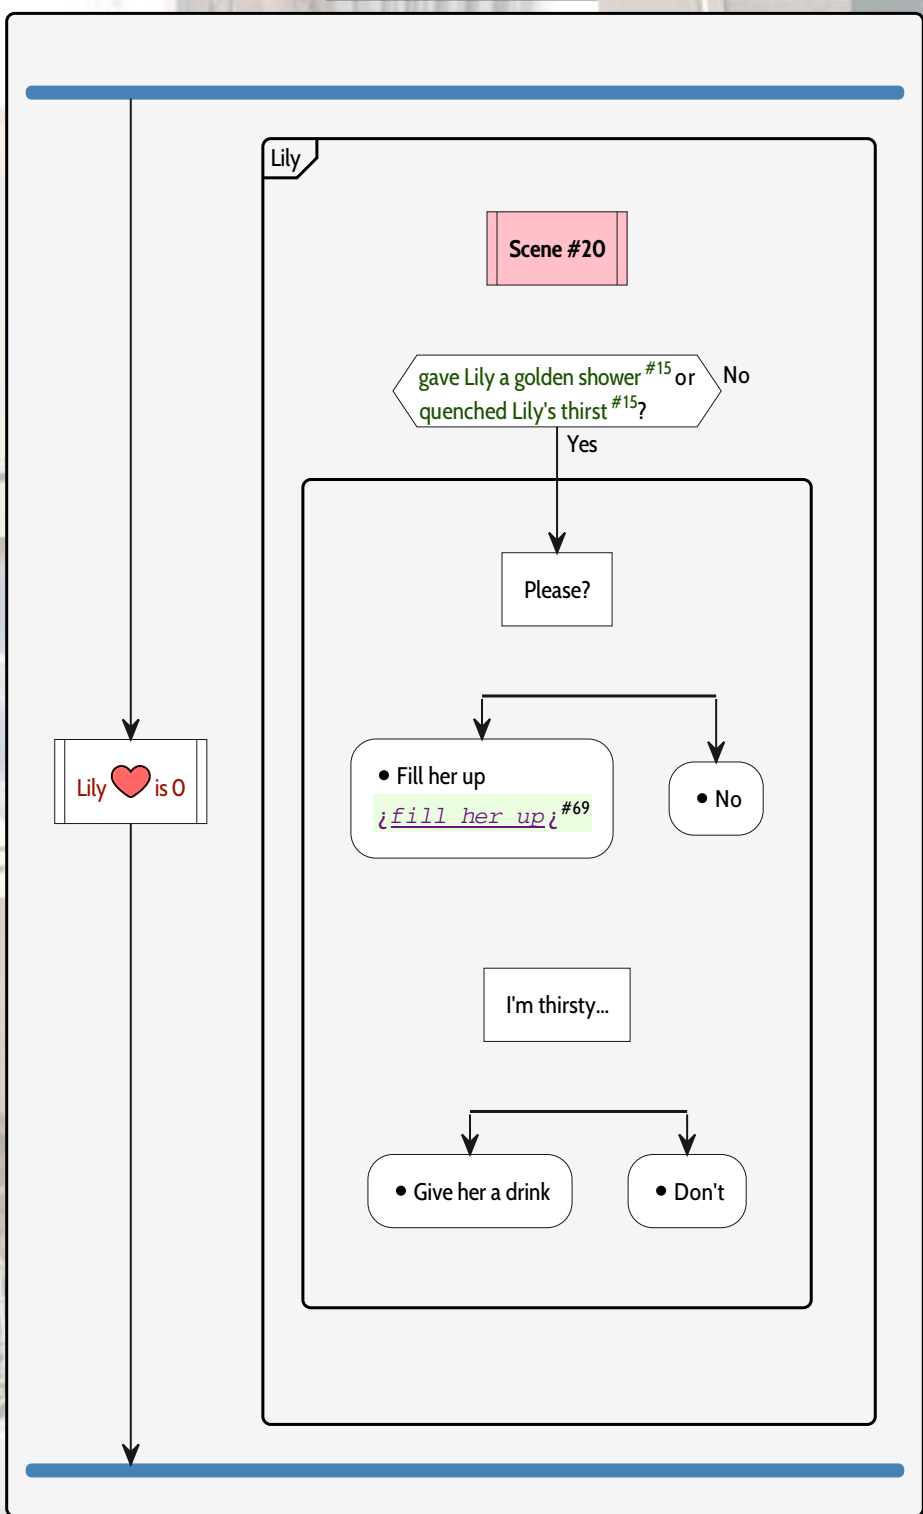 Lily
Scene #20
gave Lily a golden shower #15 or
quenched Lily's thirst #15?
No
Yes
Please?
Lily is 0
• Fill her up
¿fill her up¿#69
• No
I'm thirsty...
• Give her a drink
• Don't